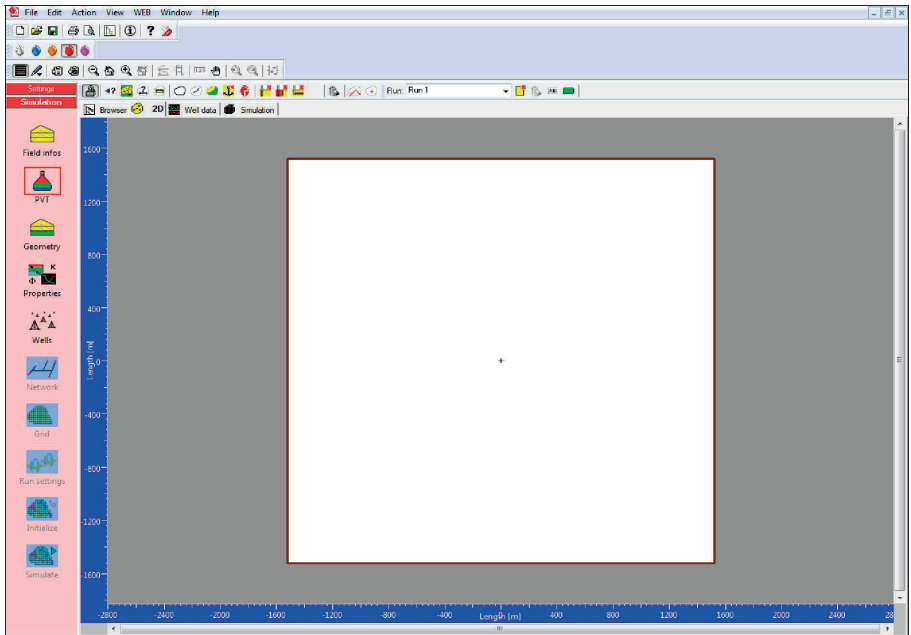 File Edit Action View WEB Window Help
Settings
Run: Run 1
Simulation
Browser 2D Well data Simulation
Field infos
PVT
Geometry
Properties
Wells
Network
Grid
Run settings
Initialize
Simulate
1600
1200
800
400
0
-400
-800
-1200
-1600
Length [m]
-2800 -2400 -2000 -1600 -1200 -800 -400 0 400 800 1200 1600 2000 2400 28
Length [m]